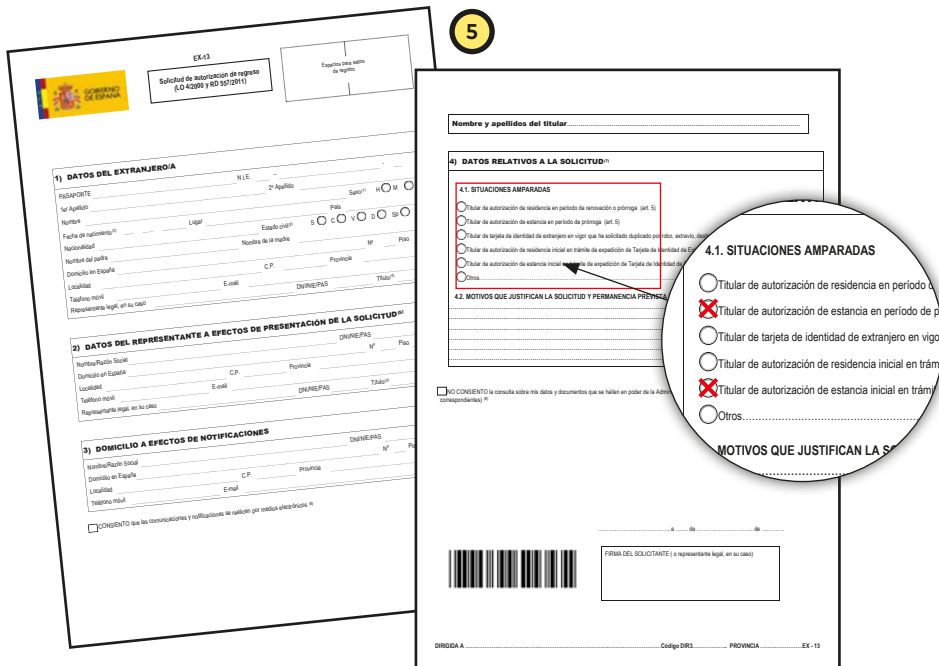 5
EX-13
Solicitud de autorización de regreso
(LO 4/2000 y RD 557/2011)
Espacios para sellos
de registro
GOBIERNO
DE ESPAÑA
1) DATOS DEL EXTRANJERO/A
PASAPORTE N.I.E. - -
1er Apellido 2º Apellido
Nombre Sexo(1) H M
Fecha de nacimiento(2) Lugar País
Nacionalidad Estado civil(3) S C V D Sp
Nombre del padre Nombre de la madre
Domicilio en España Nº Piso
Localidad C.P. Provincia
Teléfono móvil E-mail
Representante legal, en su caso DNI/NIE/PAS Título(4)
2) DATOS DEL REPRESENTANTE A EFECTOS DE PRESENTACIÓN DE LA SOLICITUD(5)
Nombre/Razón Social DNI/NIE/PAS
Domicilio en España Nº Piso
Localidad C.P. Provincia
Teléfono móvil E-mail
Representante legal, en su caso DNI/NIE/PAS Título(4)
3) DOMICILIO A EFECTOS DE NOTIFICACIONES
Nombre/Razón Social DNI/NIE/PAS
Domicilio en España Nº
Localidad C.P. Provincia
Teléfono móvil E-mail
CONSIENTO que las comunicaciones y notificaciones se realicen por medios electrónicos (6)
Nombre y apellidos del titular
4) DATOS RELATIVOS A LA SOLICITUD(7)
4.1. SITUACIONES AMPARADAS
Titular de autorización de residencia en período de renovación o prórroga (art. 5)
Titular de autorización de estancia en período de prórroga (art. 5)
Titular de tarjeta de identidad de extranjero en vigor que ha solicitado duplicado por robo, extravío,
Titular de autorización de residencia inicial en trámite de expedición de Tarjeta de Identidad de
Titular de autorización de estancia inicial en trámite de expedición de Tarjeta de Identidad de
Otros
4.2. MOTIVOS QUE JUSTIFICAN LA SOLICITUD Y PERMANENCIA PREVISTA
NO CONSIENTO la consulta sobre mis datos y documentos que se hallen en poder de la
correspondientes) (8)
4.1. SITUACIONES AMPARADAS
Titular de autorización de residencia en período
Titular de autorización de estancia en período de
Titular de tarjeta de identidad de extranjero en vigo
Titular de autorización de residencia inicial en trám
Titular de autorización de estancia inicial en trámi
Otros
MOTIVOS QUE JUSTIFICAN LA
, a de de
FIRMA DEL SOLICITANTE ( o representante legal, en su caso)
DIRIGIDA A Código DIR3 PROVINCIA EX - 13